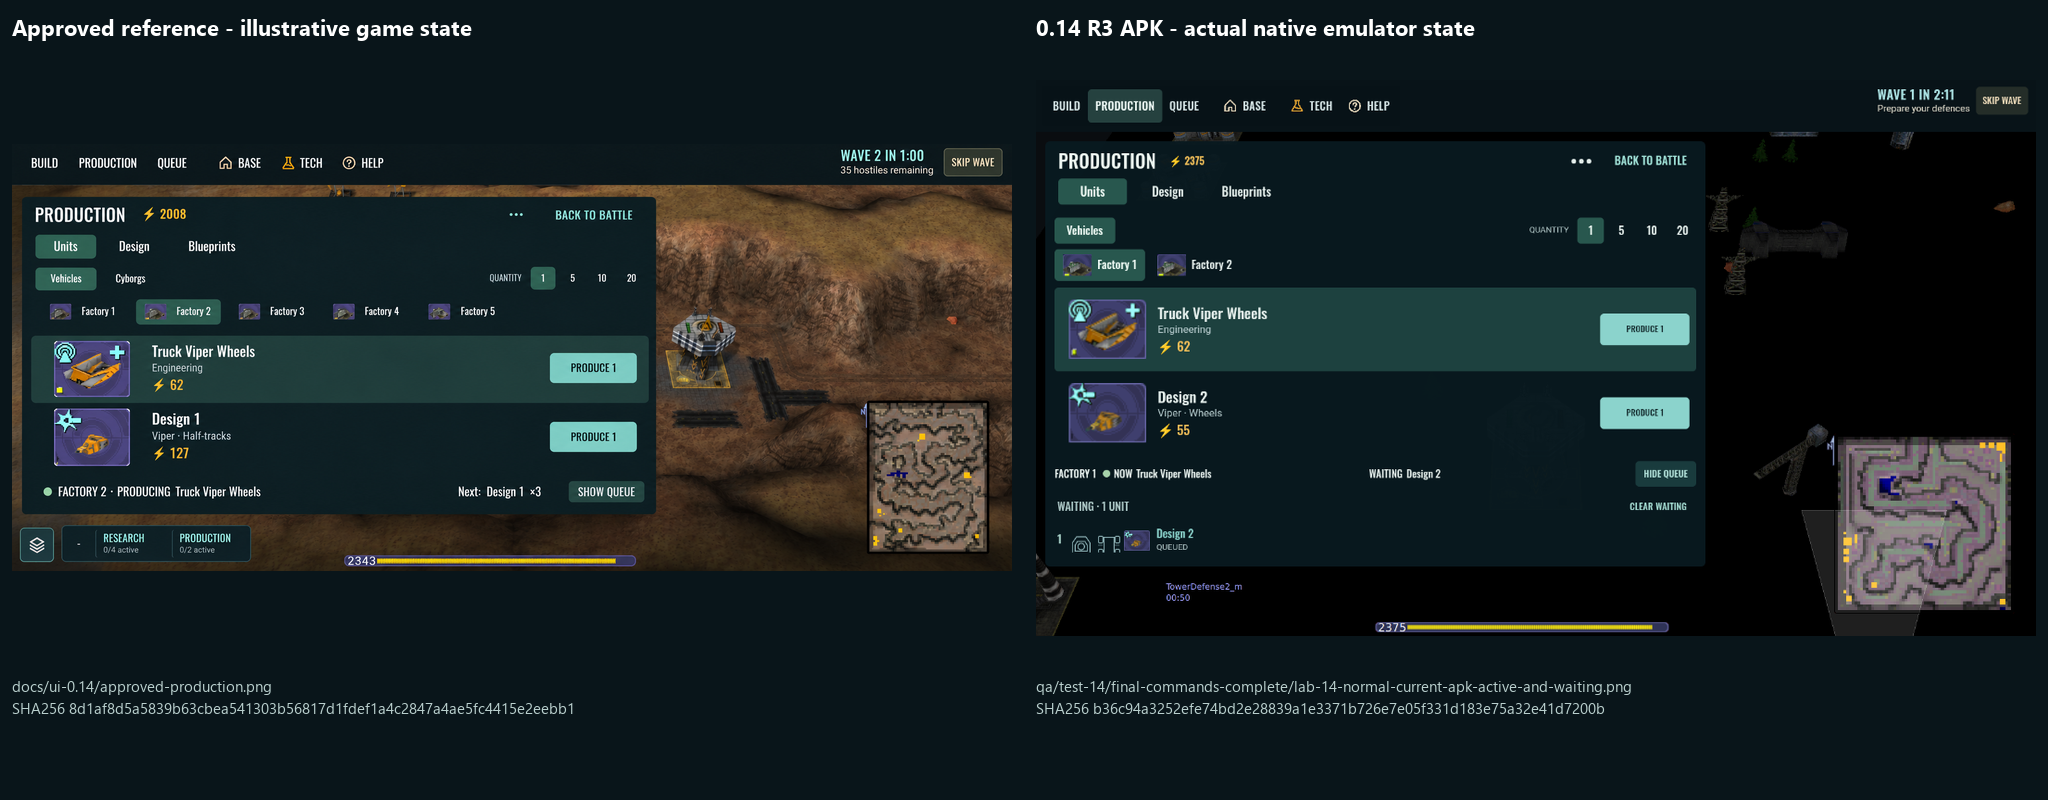 Approved reference - illustrative game state
BUILD PRODUCTION QUEUE BASE TECH HELP
WAVE 2 IN 1:00
35 hostiles remaining
SKIP WAVE
PRODUCTION 2008 ••• BACK TO BATTLE
Units Design Blueprints
Vehicles Cyborgs QUANTITY 1 5 10 20
Factory 1 Factory 2 Factory 3 Factory 4 Factory 5
Truck Viper Wheels
Engineering
62
PRODUCE 1
Design 1
Viper · Half-tracks
127
PRODUCE 1
FACTORY 2 · PRODUCING Truck Viper Wheels Next: Design 1 ×3 SHOW QUEUE
- RESEARCH PRODUCTION
0/4 active 0/2 active
2343
N
docs/ui-0.14/approved-production.png
SHA256 8d1af8d5a5839b63cbea541303b56817d1fdef1a4c2847a4ae5fc4415e2eebb1
0.14 R3 APK - actual native emulator state
BUILD PRODUCTION QUEUE BASE TECH HELP
WAVE 1 IN 2:11
Prepare your defences
SKIP WAVE
PRODUCTION 2375 ••• BACK TO BATTLE
Units Design Blueprints
Vehicles QUANTITY 1 5 10 20
Factory 1 Factory 2
Truck Viper Wheels
Engineering
62
PRODUCE 1
Design 2
Viper · Wheels
55
PRODUCE 1
FACTORY 1 NOW Truck Viper Wheels WAITING Design 2 HIDE QUEUE
WAITING · 1 UNIT CLEAR WAITING
1 Design 2
QUEUED
TowerDefense2_m
00:50
2375
N
qa/test-14/final-commands-complete/lab-14-normal-current-apk-active-and-waiting.png
SHA256 b36c94a3252efe74bd2e28839a1e3371b726e7e05f331d183e75a32e41d7200b